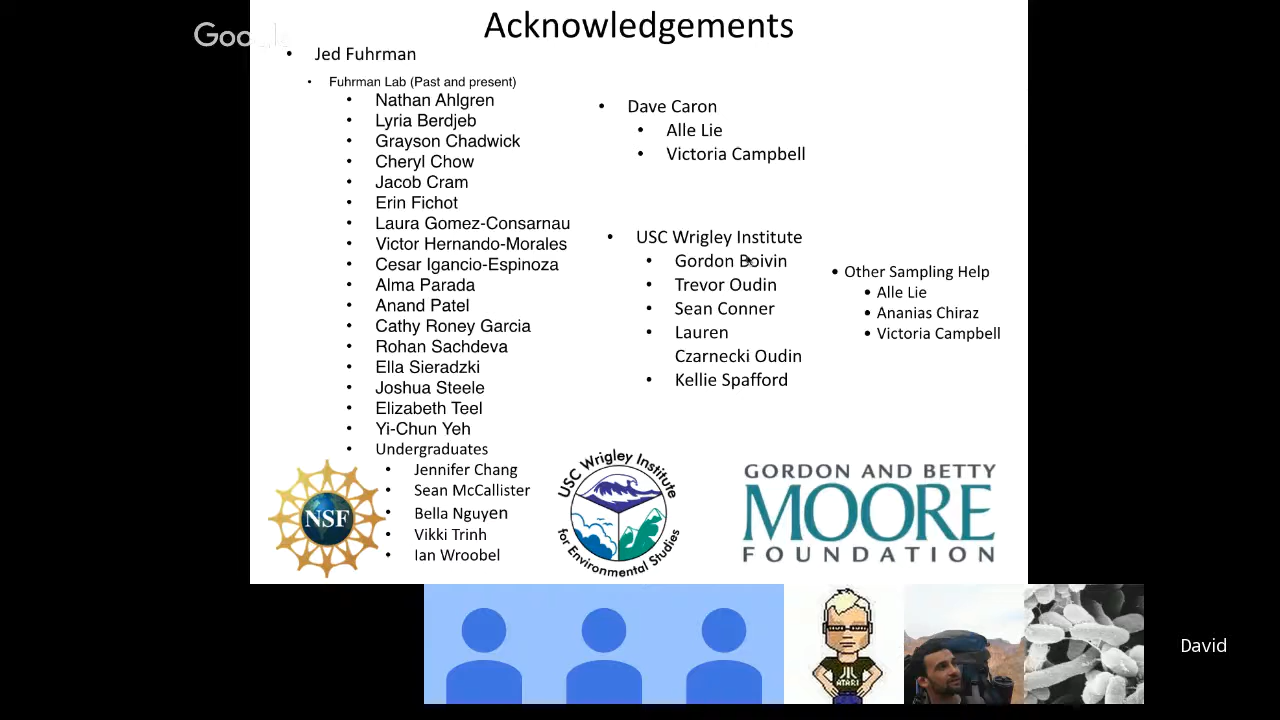 Acknowledgements
Google
• Jed Fuhrman
• Fuhrman Lab (Past and present)
• Nathan Ahlgren
• Lyria Berdjeb
• Grayson Chadwick
• Cheryl Chow
• Jacob Cram
• Erin Fichot
• Laura Gomez-Consarnau
• Victor Hernando-Morales
• Cesar Igancio-Espinoza
• Alma Parada
• Anand Patel
• Cathy Roney Garcia
• Rohan Sachdeva
• Ella Sieradzki
• Joshua Steele
• Elizabeth Teel
• Yi-Chun Yeh
• Undergraduates
• Jennifer Chang
• Sean McCallister
• Bella Nguyen
• Vikki Trinh
• Ian Wroobel
• Dave Caron
• Alle Lie
• Victoria Campbell
• USC Wrigley Institute
• Gordon Boivin
• Trevor Oudin
• Sean Conner
• Lauren
Czarnecki Oudin
• Kellie Spafford
• Other Sampling Help
• Alle Lie
• Ananias Chiraz
• Victoria Campbell
NSF
USC Wrigley Institute
for Environmental Studies
GORDON AND BETTY
MOORE
FOUNDATION
ATARI
David